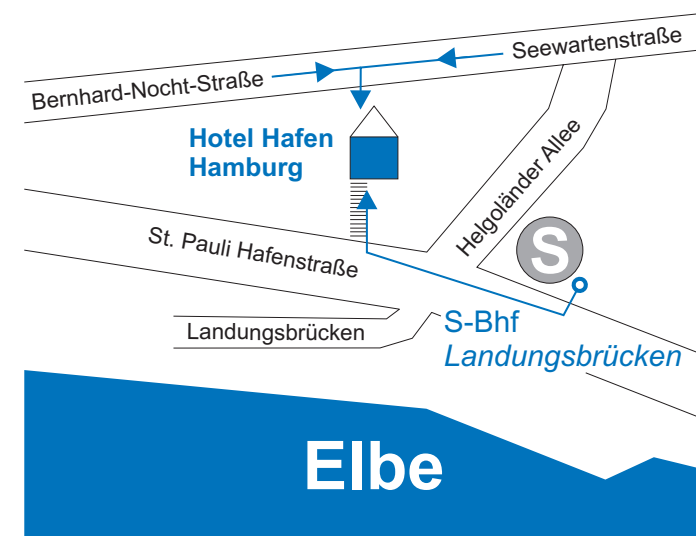 Seewartenstraße
Bernhard-Nocht-Straße
Hotel Hafen
Hamburg
Helgoländer Allee
St. Pauli Hafenstraße
S
S-Bhf
Landungsbrücken
Landungsbrücken
Elbe